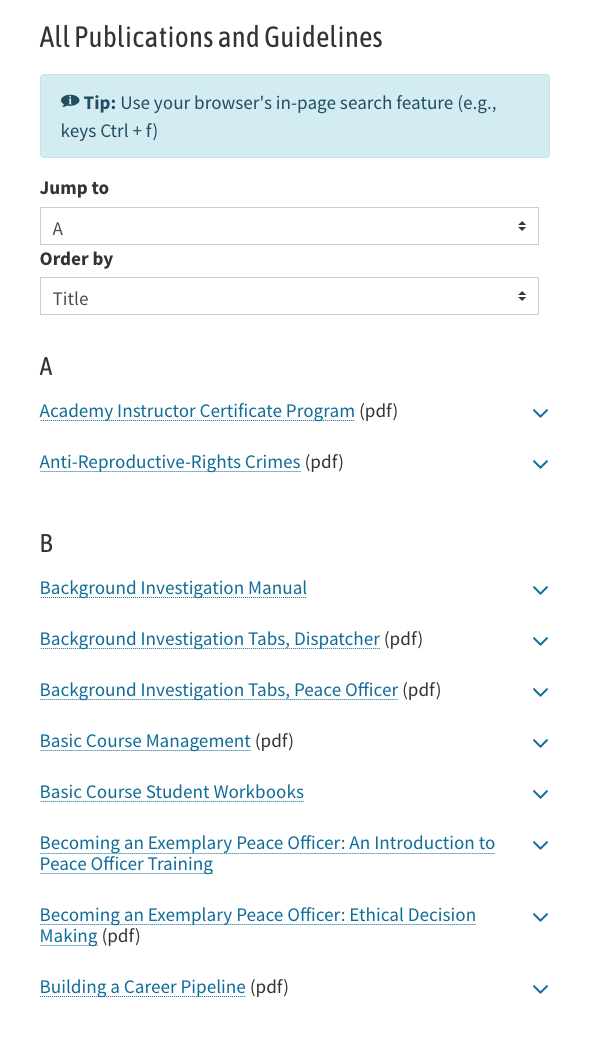 All Publications and Guidelines
Tip: Use your browser's in-page search feature (e.g.,
keys Ctrl + f)
Jump to
A
Order by
Title
A
Academy Instructor Certificate Program (pdf)
Anti-Reproductive-Rights Crimes (pdf)
B
Background Investigation Manual
Background Investigation Tabs, Dispatcher (pdf)
Background Investigation Tabs, Peace Officer (pdf)
Basic Course Management (pdf)
Basic Course Student Workbooks
Becoming an Exemplary Peace Officer: An Introduction to
Peace Officer Training
Becoming an Exemplary Peace Officer: Ethical Decision
Making (pdf)
Building a Career Pipeline (pdf)